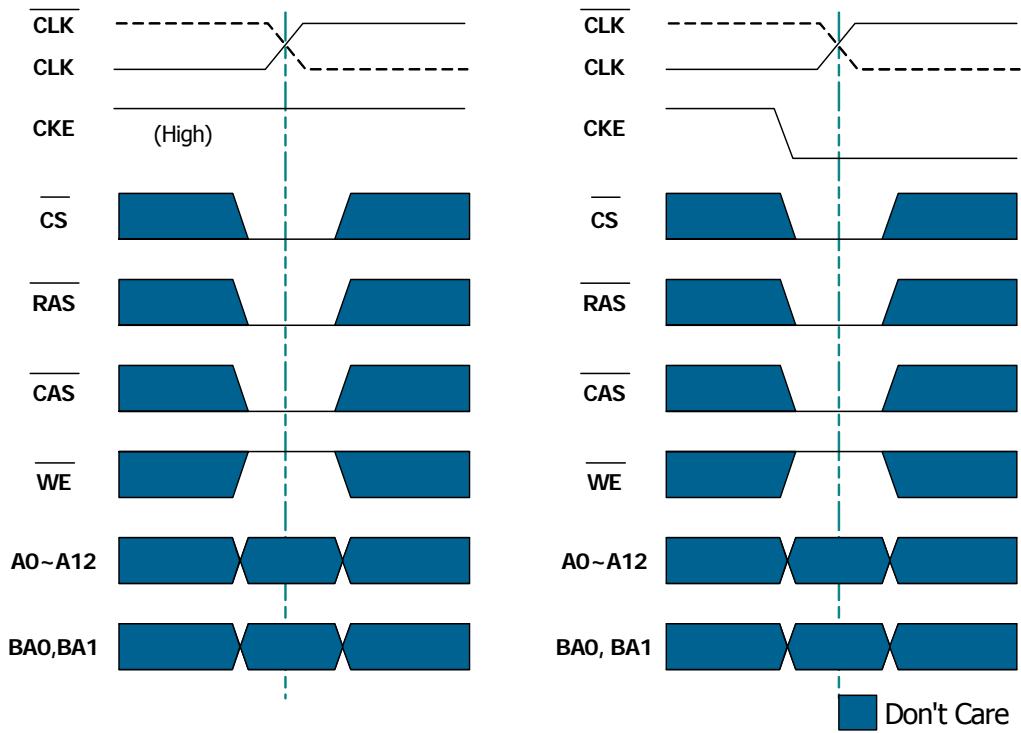 CLK
CLK
CKE
(High)
CS
RAS
CAS
WE
A0~A12
BA0,BA1
CLK
CLK
CKE
CS
RAS
CAS
WE
A0~A12
BA0, BA1
Don't Care